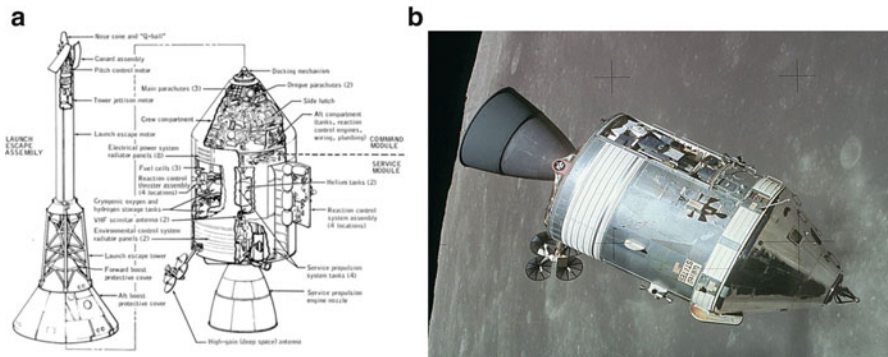 a
Nose cone and "Q-ball"
Canard assembly
Pitch control motor
Tower jettison motor
Launch escape motor
LAUNCH
ESCAPE
ASSEMBLY
Launch escape tower
Forward boost
protective cover
Aft boost
protective cover
Docking mechanism
Main parachutes (3)
Drogue parachutes (2)
Side hatch
Crew compartment
Aft compartment
(tanks, reaction
control engines,
wiring, plumbing)
COMMAND
MODULE
SERVICE
MODULE
Electrical power system
radiator panels (8)
Fuel cells (3)
Reaction control
thruster assembly
(4 locations)
Cryogenic oxygen and
hydrogen storage tanks
VHF scimitar antenna (2)
Environmental control system
radiator panels (2)
Helium tanks (2)
Reaction control
system assembly
(4 locations)
Service propulsion
system tanks (4)
Service propulsion
engine nozzle
High-gain (deep space) antenna
b